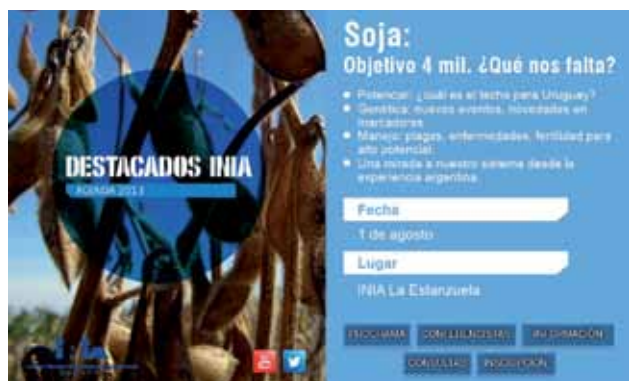 DESTACADOS INIA
AGENDA 2013
Soja:
Objetivo 4 mil. ¿Qué nos falta?
Potencial: ¿cuál es el techo para Uruguay?
Genética: nuevos eventos, novedades en
marcadores
Manejo: plagas, enfermedades, fertilidad para
alto potencial.
Una mirada a nuestro sistema desde la
experiencia argentina.
Fecha
1 de agosto
Lugar
INIA La Estanzuela
PROGRAMA CONFERENCISTAS INFORMACIÓN
CONSULTAS INSCRIPCIÓN